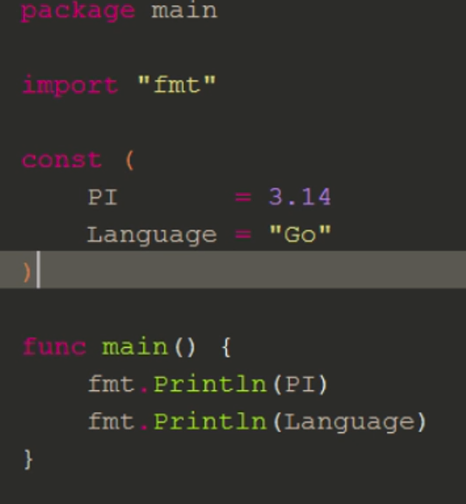 package main
import "fmt"
const (
    PI       = 3.14
    Language = "Go"
)
func main() {
    fmt.Println(PI)
    fmt.Println(Language)
}